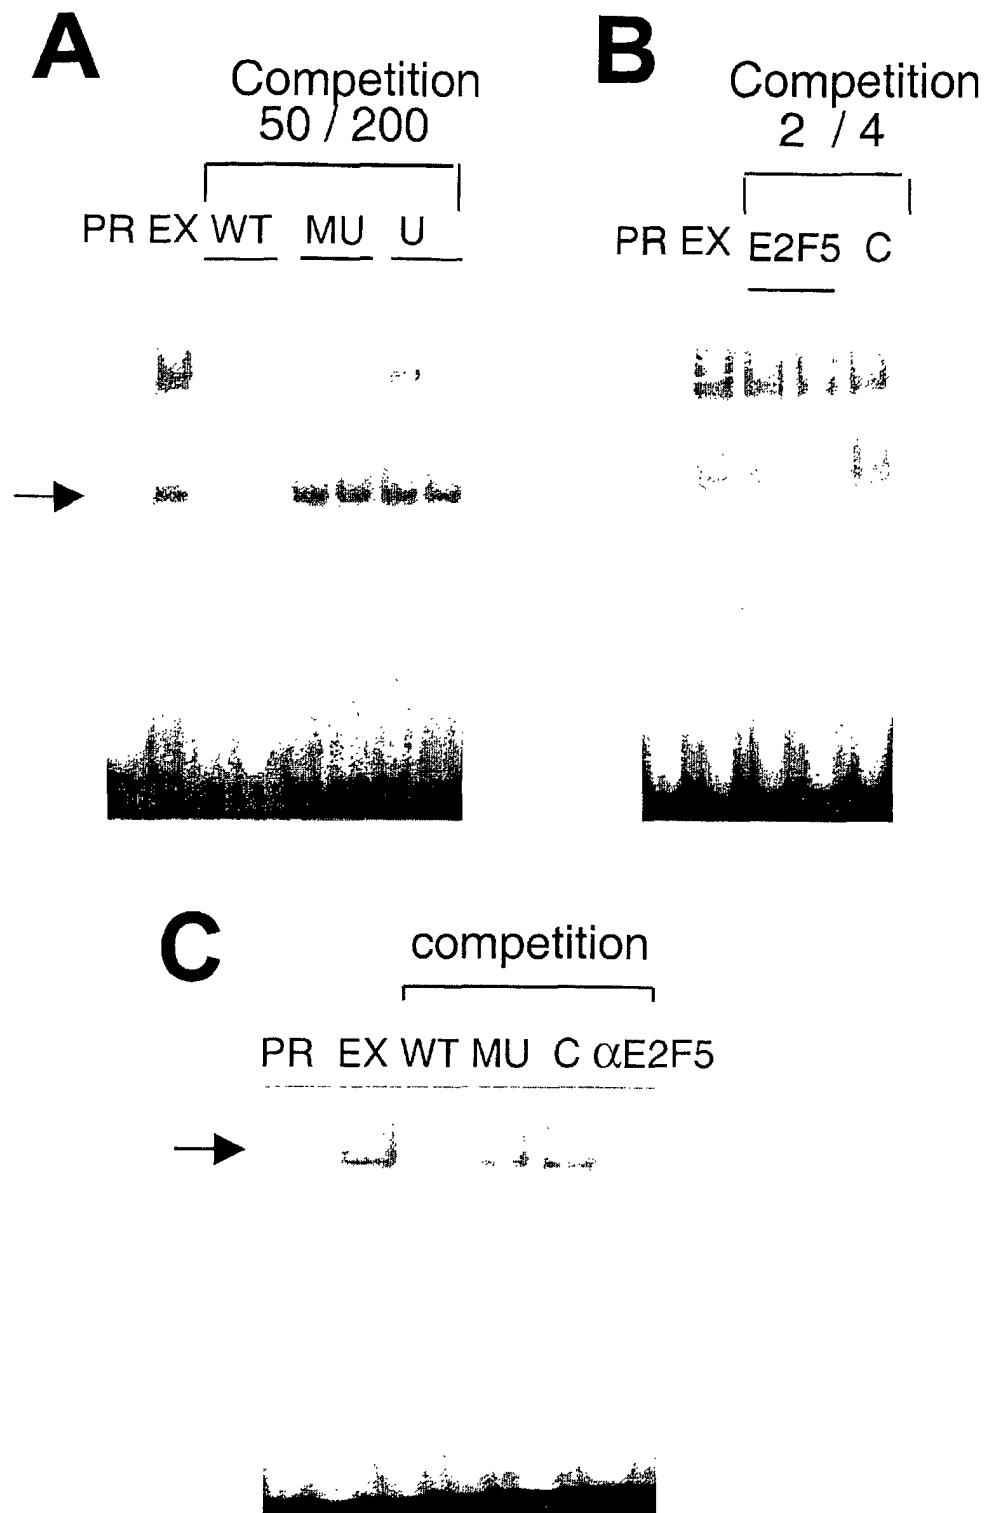 A
Competition
50 / 200
PR EX WT MU U
B
Competition
2 / 4
PR EX E2F5 C
C
competition
PR EX WT MU C αE2F5